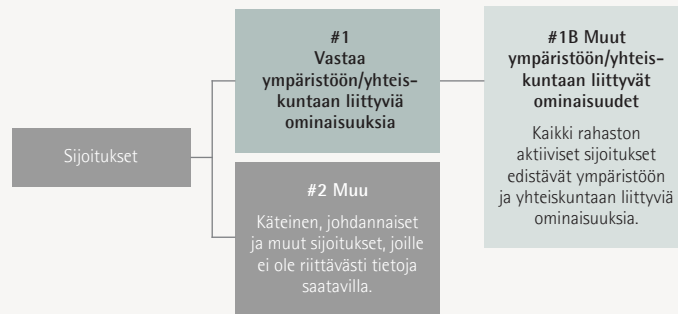 Sijoitukset
#1
Vastaa
ympäristöön/yhteis-
kuntaan liittyviä
ominaisuuksia
#2 Muu
Käteinen, johdannaiset
ja muut sijoitukset, joille
ei ole riittävästi tietoja
saatavilla.
#1B Muut
ympäristöön/yhteis-
kuntaan liittyvät
ominaisuudet
Kaikki rahaston
aktiiviset sijoitukset
edistävät ympäristöön
ja yhteiskuntaan liittyviä
ominaisuuksia.